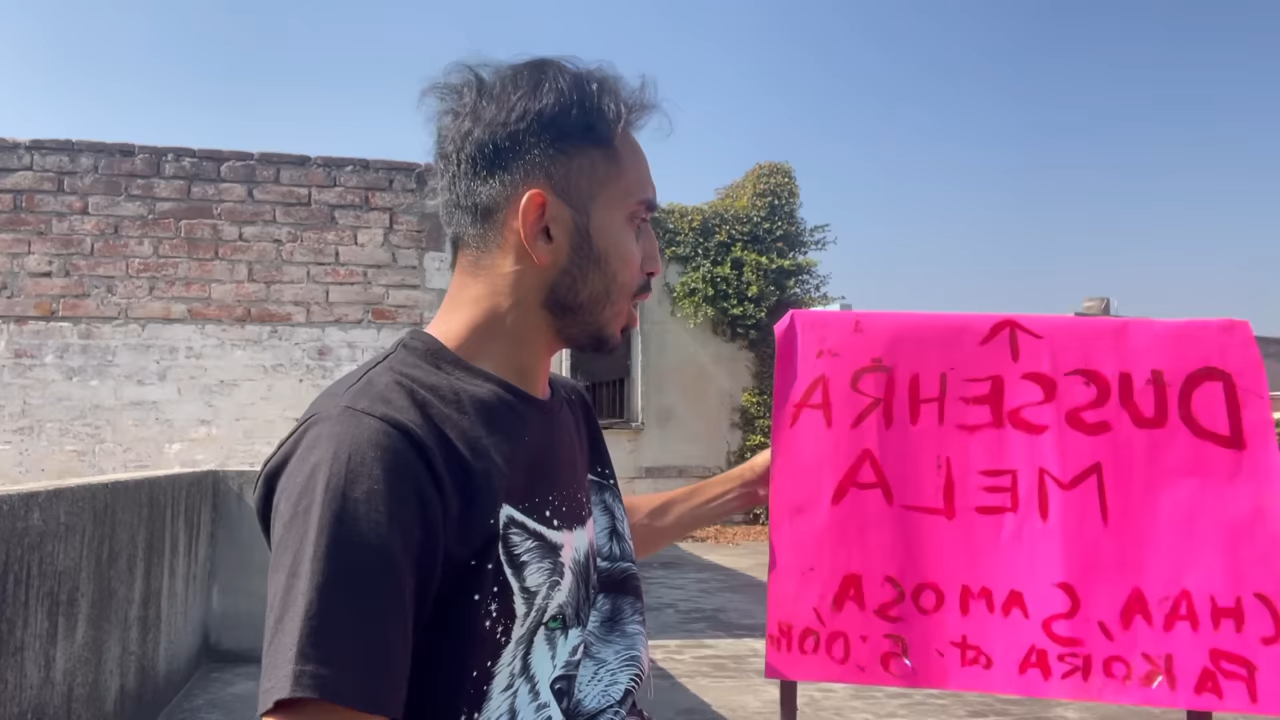 ↑
DUSSEHRA
MELA
CHAA, SAMOSA,
PAKORA at 5:00